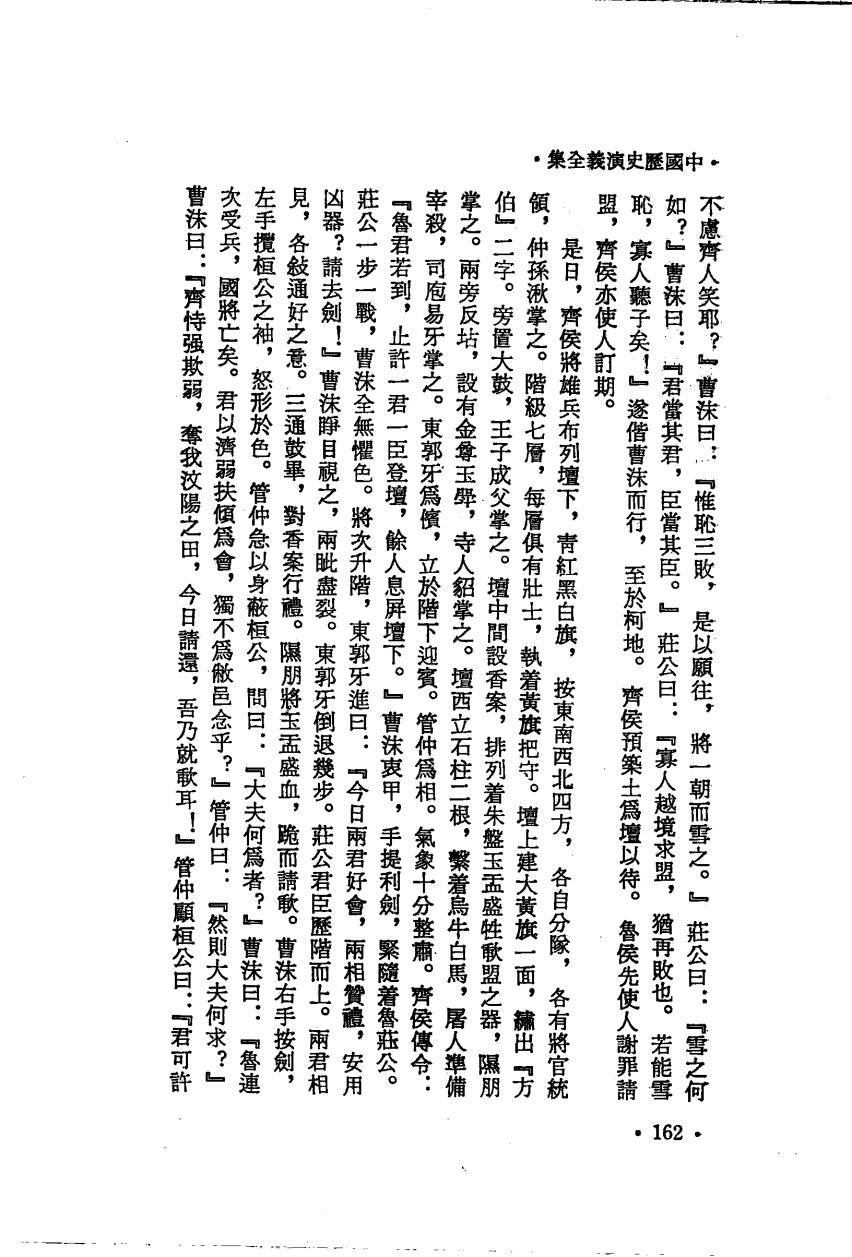 ·中國歷史演義全集·
不慮齊人笑耶？』曹沬曰：『惟恥三敗，是以願往，將一朝而雪之。』莊公曰：『雪之何
如？』曹沬曰：『君當其君，臣當其臣。』莊公曰：『寡人越境求盟，猶再敗也。若能雪
恥，寡人聽子矣！』遂偕曹沬而行，至於柯地。齊侯預築土爲壇以待。魯侯先使人謝罪請
盟，齊侯亦使人訂期。
是日，齊侯將雄兵布列壇下，青紅黑白旗，按東南西北四方，各自分隊，各有將官統
領，仲孫湫掌之。階級七層，每層俱有壯士，執着黃旗把守。壇上建大黃旗一面，繡出『方
伯』二字。旁置大鼓，王子成父掌之。壇中間設香案，排列着朱盤玉盂盛牲歃盟之器，隰朋
掌之。兩旁反坫，設有金尊玉斝，寺人貂掌之。壇西立石柱二根，繫着烏牛白馬，屠人準備
宰殺，司庖易牙掌之。東郭牙爲儐，立於階下迎賓。管仲爲相。氣象十分整肅。齊侯傳令：
『魯君若到，止許一君一臣登壇，餘人息屏壇下。』曹沬衷甲，手提利劍，緊隨着魯莊公。
莊公一步一戰，曹沬全無懼色。將次升階，東郭牙進曰：『今日兩君好會，兩相贊禮，安用
凶器？請去劍！』曹沬睜目視之，兩眦盡裂。東郭牙倒退幾步。莊公君臣歷階而上。兩君相
見，各敍通好之意。三通鼓畢，對香案行禮。隰朋將玉盂盛血，跪而請歃。曹沬右手按劍，
左手攬桓公之袖，怒形於色。管仲急以身蔽桓公，問曰：『大夫何爲者？』曹沬曰：『魯連
次受兵，國將亡矣。君以濟弱扶傾爲會，獨不爲敝邑念乎？』管仲曰：『然則大夫何求？』
曹沬曰：『齊恃强欺弱，奪我汶陽之田，今日請還，吾乃就歃耳！』管仲顧桓公曰：『君可許
·162·